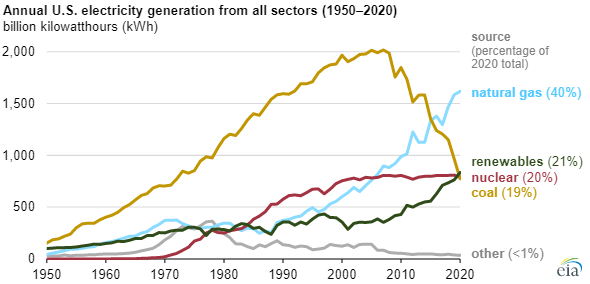 Annual U.S. electricity generation from all sectors (1950–2020)
billion kilowatthours (kWh)
source
(percentage of
2020 total)
2,000
1,500
1,000
500
0
natural gas (40%)
renewables (21%)
nuclear (20%)
coal (19%)
other (<1%)
1950 1960 1970 1980 1990 2000 2010 2020
eia